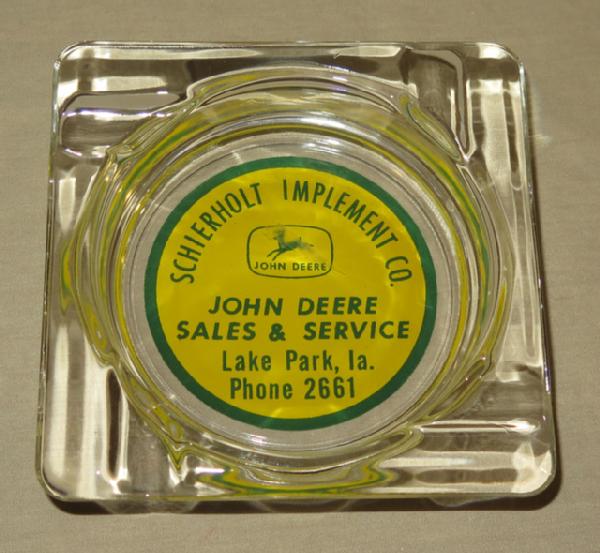 SCHIERHOLT IMPLEMENT CO.
JOHN DEERE
JOHN DEERE
SALES & SERVICE
Lake Park, Ia.
Phone 2661